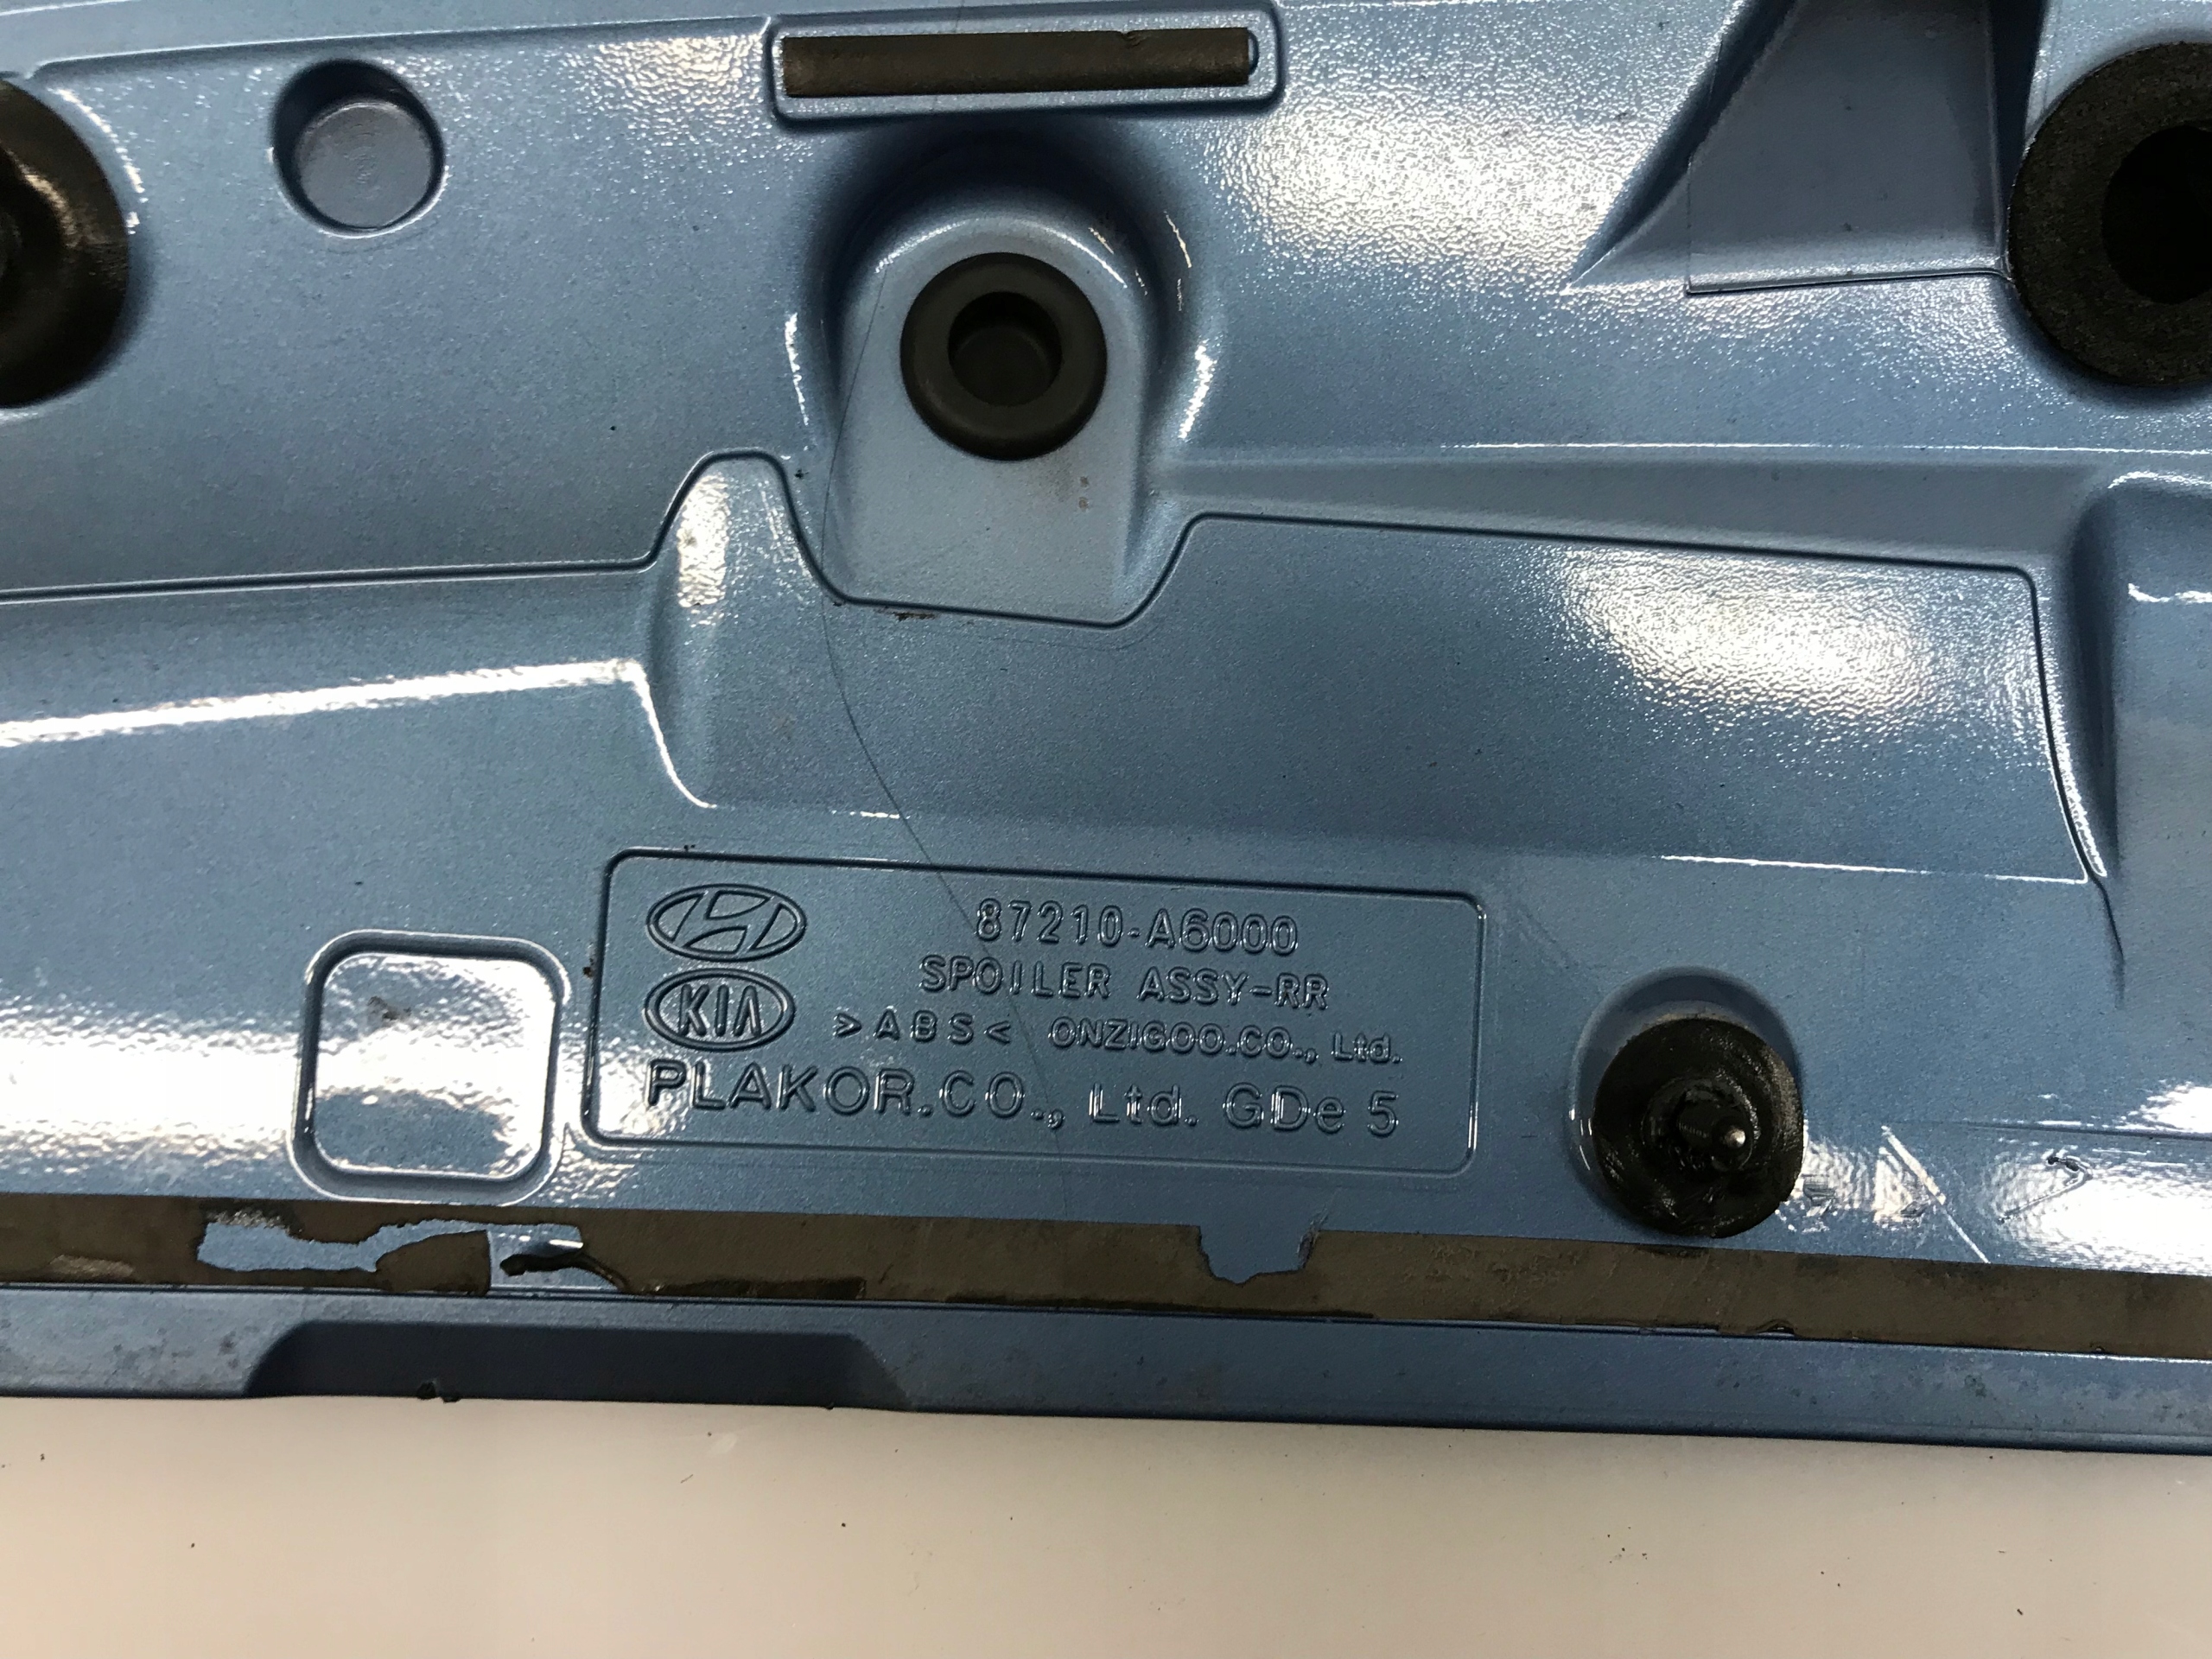 87210-A6000
SPOILER ASSY-RR
KIA >ABS< ONZIGOO.CO., Ltd.
PLAKOR.CO., Ltd. GDe 5